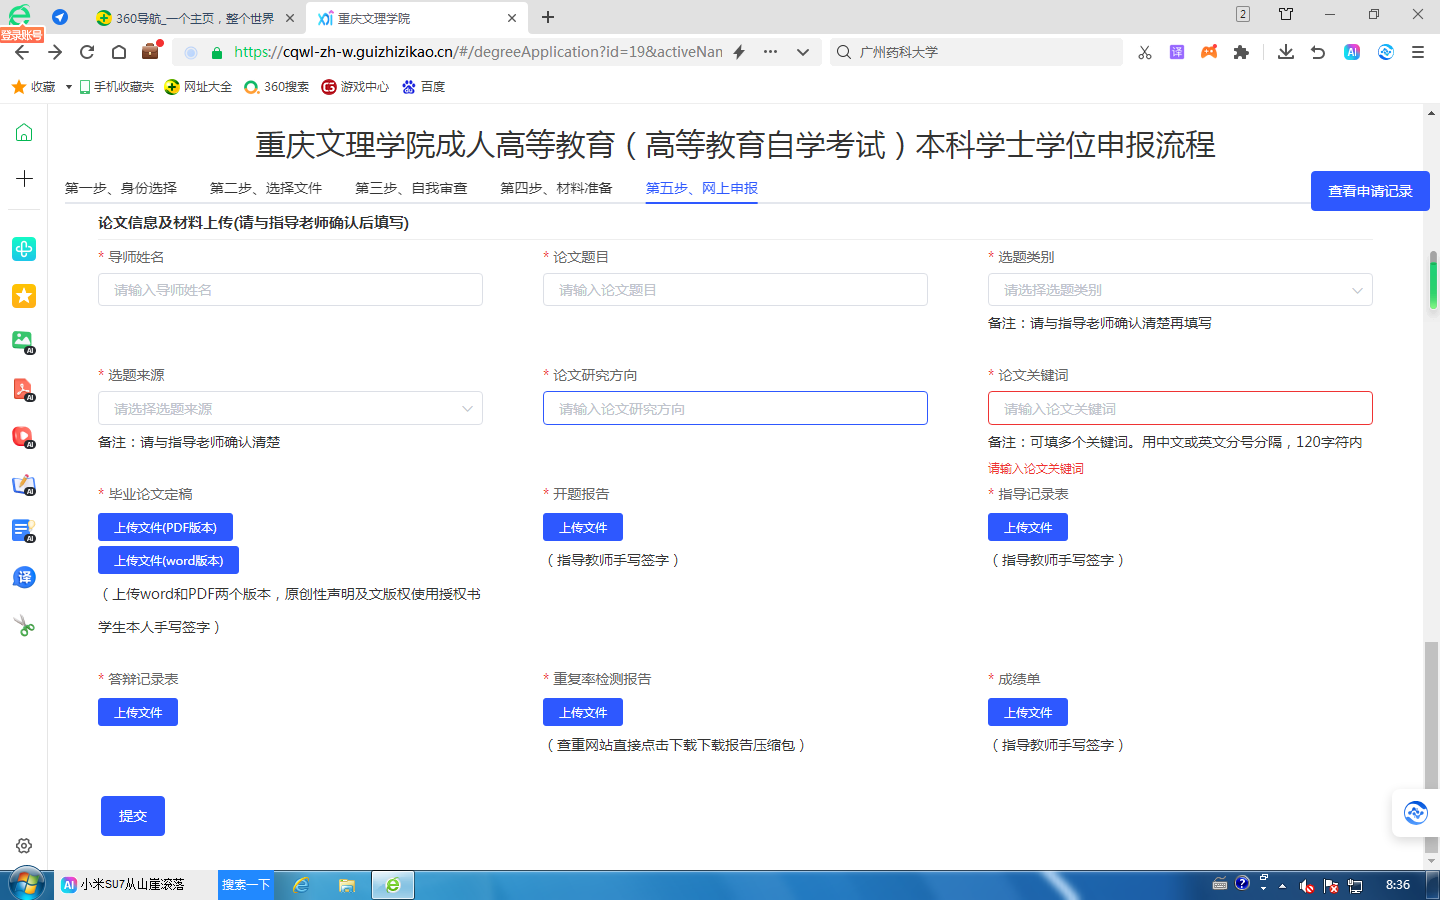 360导航_一个主页，整个世界
重庆文理学院
2
登录账号
https://cqwl-zh-w.guizhizikao.cn/#/degreeApplication?id=19&activeNan
广州药科大学
收藏
手机收藏夹
网址大全
360搜索
游戏中心
百度
重庆文理学院成人高等教育（高等教育自学考试）本科学士学位申报流程
第一步、身份选择
第二步、选择文件
第三步、自我审查
第四步、材料准备
第五步、网上申报
查看申请记录
论文信息及材料上传(请与指导老师确认后填写)
* 导师姓名
* 论文题目
* 选题类别
请输入导师姓名
请输入论文题目
请选择选题类别
备注：请与指导老师确认清楚再填写
* 选题来源
* 论文研究方向
* 论文关键词
请选择选题来源
请输入论文研究方向
请输入论文关键词
备注：请与指导老师确认清楚
备注：可填多个关键词。用中文或英文分号分隔，120字符内
请输入论文关键词
* 毕业论文定稿
* 开题报告
* 指导记录表
上传文件(PDF版本)
上传文件
上传文件
上传文件(word版本)
（指导教师手写签字）
（指导教师手写签字）
（上传word和PDF两个版本，原创性声明及文版权使用授权书
学生本人手写签字）
* 答辩记录表
* 重复率检测报告
* 成绩单
上传文件
上传文件
上传文件
（查重网站直接点击下载下载报告压缩包）
（指导教师手写签字）
提交
AI
AI
AI
AI
AI
译
译
AI
AI 小米SU7从山崖滚落
搜索一下
8:36